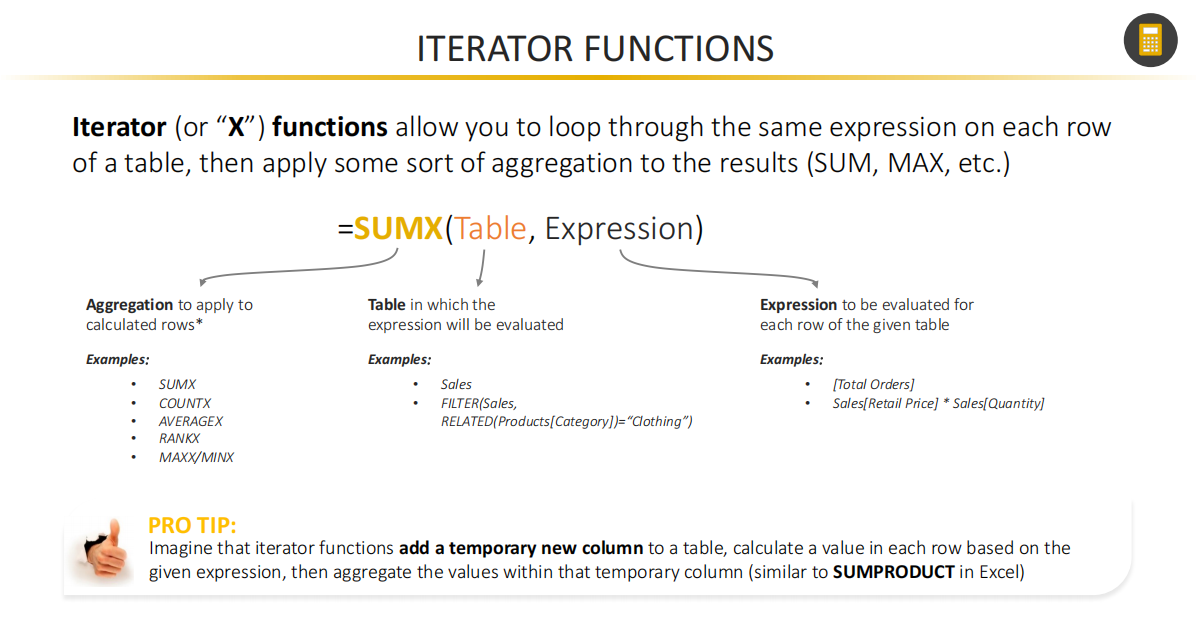 ITERATOR FUNCTIONS
Iterator (or “X”) functions allow you to loop through the same expression on each row
of a table, then apply some sort of aggregation to the results (SUM, MAX, etc.)
=SUMX(Table, Expression)
Aggregation to apply to
calculated rows*
Examples:
• SUMX
• COUNTX
• AVERAGEX
• RANKX
• MAXX/MINX
Table in which the
expression will be evaluated
Examples:
• Sales
• FILTER(Sales,
RELATED(Products[Category])=“Clothing”)
Expression to be evaluated for
each row of the given table
Examples:
• [Total Orders]
• Sales[Retail Price] * Sales[Quantity]
PRO TIP:
Imagine that iterator functions add a temporary new column to a table, calculate a value in each row based on the
given expression, then aggregate the values within that temporary column (similar to SUMPRODUCT in Excel)